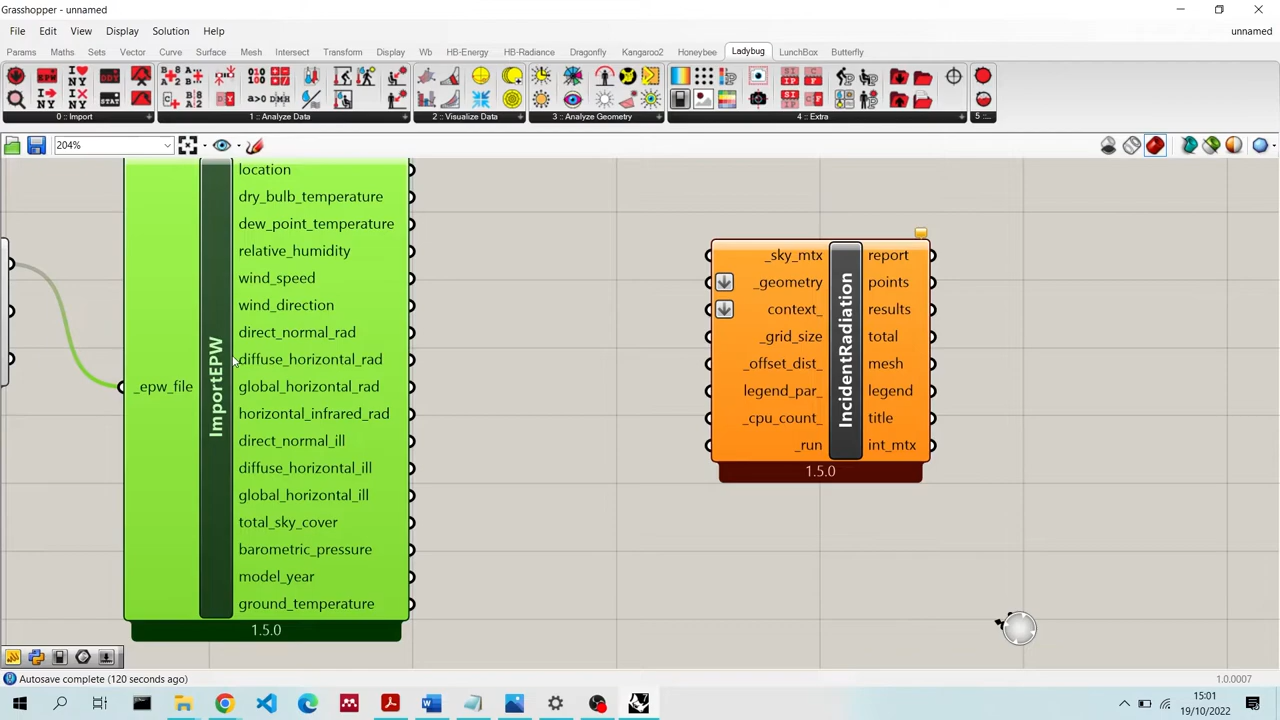 Grasshopper - unnamed
File Edit View Display Solution Help
unnamed
Params Maths Sets Vector Curve Surface Mesh Intersect Transform Display Wb HB-Energy HB-Radiance Dragonfly Kangaroo2 Honeybee Ladybug LunchBox Butterfly
0 :: Import 1 :: Analyze Data 2 :: Visualize Data 3 :: Analyze Geometry 4 :: Extra 5 ::..
204%
location
dry_bulb_temperature
dew_point_temperature
relative_humidity
wind_speed
wind_direction
direct_normal_rad
diffuse_horizontal_rad
global_horizontal_rad
horizontal_infrared_rad
direct_normal_ill
diffuse_horizontal_ill
global_horizontal_ill
total_sky_cover
barometric_pressure
model_year
ground_temperature
_epw_file
ImportEPW
1.5.0
_sky_mtx
_geometry
context_
_grid_size
_offset_dist_
legend_par_
_cpu_count_
_run
IncidentRadiation
report
points
results
total
mesh
legend
title
int_mtx
1.5.0
Autosave complete (120 seconds ago)
1.0.0007
15:01
19/10/2022